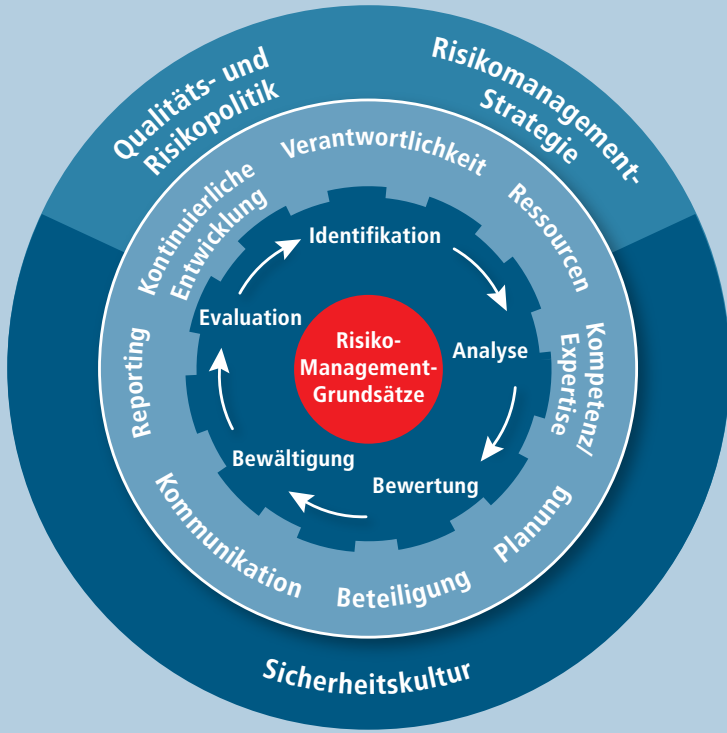 Qualitäts- und
Risikopolitik
Risikomanagement-
Strategie
Verantwortlichkeit
Ressourcen
Kompetenz/
Expertise
Planung
Beteiligung
Kommunikation
Reporting
Kontinuierliche
Entwicklung
Identifikation
Analyse
Bewertung
Bewältigung
Evaluation
Risiko-
Management-
Grundsätze
Sicherheitskultur